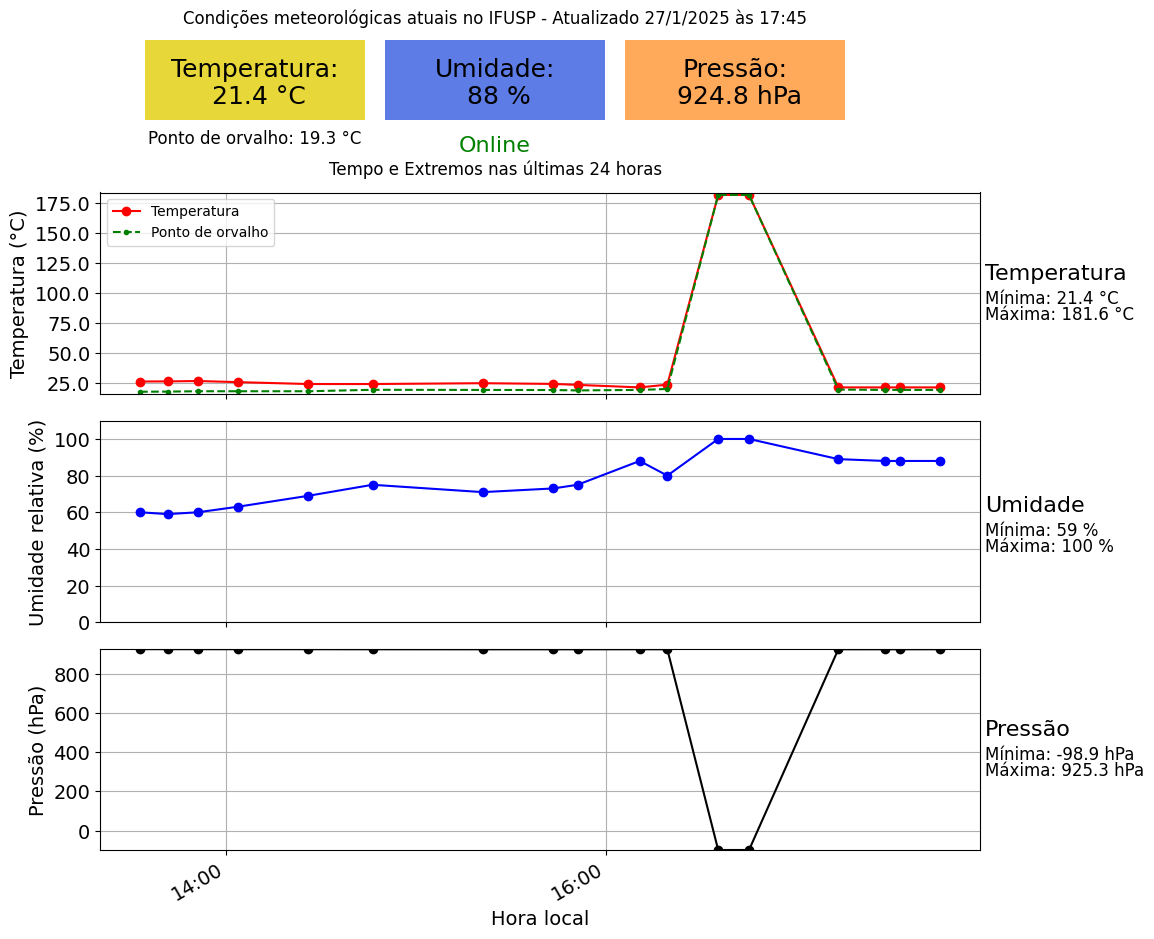 Condições meteorológicas atuais no IFUSP - Atualizado 27/1/2025 às 17:45
Temperatura:
21.4 °C
Umidade:
88 %
Pressão:
924.8 hPa
Ponto de orvalho: 19.3 °C
Online
Tempo e Extremos nas últimas 24 horas
Temperatura (°C)
175.0
150.0
125.0
100.0
75.0
50.0
25.0
Temperatura
Ponto de orvalho
Temperatura
Mínima: 21.4 °C
Máxima: 181.6 °C
Umidade relativa (%)
100
80
60
40
20
0
Umidade
Mínima: 59 %
Máxima: 100 %
Pressão (hPa)
800
600
400
200
0
Pressão
Mínima: -98.9 hPa
Máxima: 925.3 hPa
14:00
16:00
Hora local